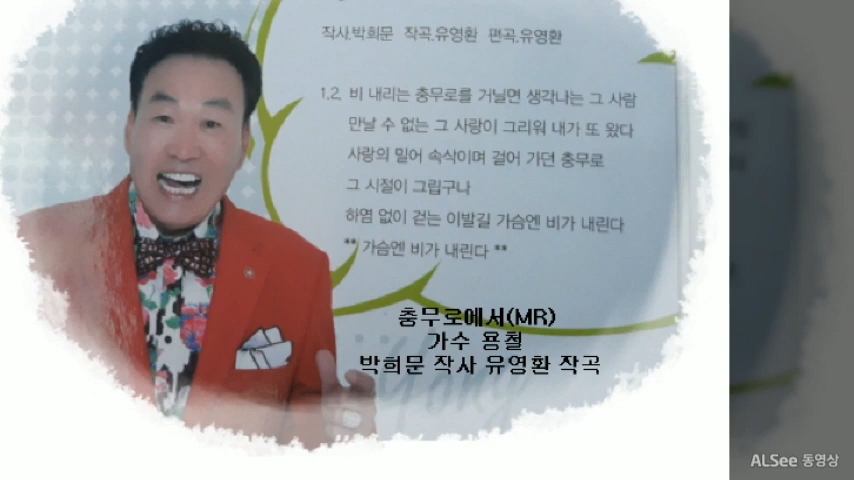 작사.박희문 작곡.유영환 편곡.유영환
1.2. 비 내리는 충무로를 거닐면 생각나는 그 사람
만날 수 없는 그 사랑이 그리워 내가 또 왔다
사랑의 밀어 속삭이며 걸어 가던 충무로
그 시절이 그립구나
하염 없이 걷는 이발길 가슴엔 비가 내린다
** 가슴엔 비가 내린다 **
충무로에서(MR)
가수 용철
박희문 작사 유영환 작곡
ALSee 동영상